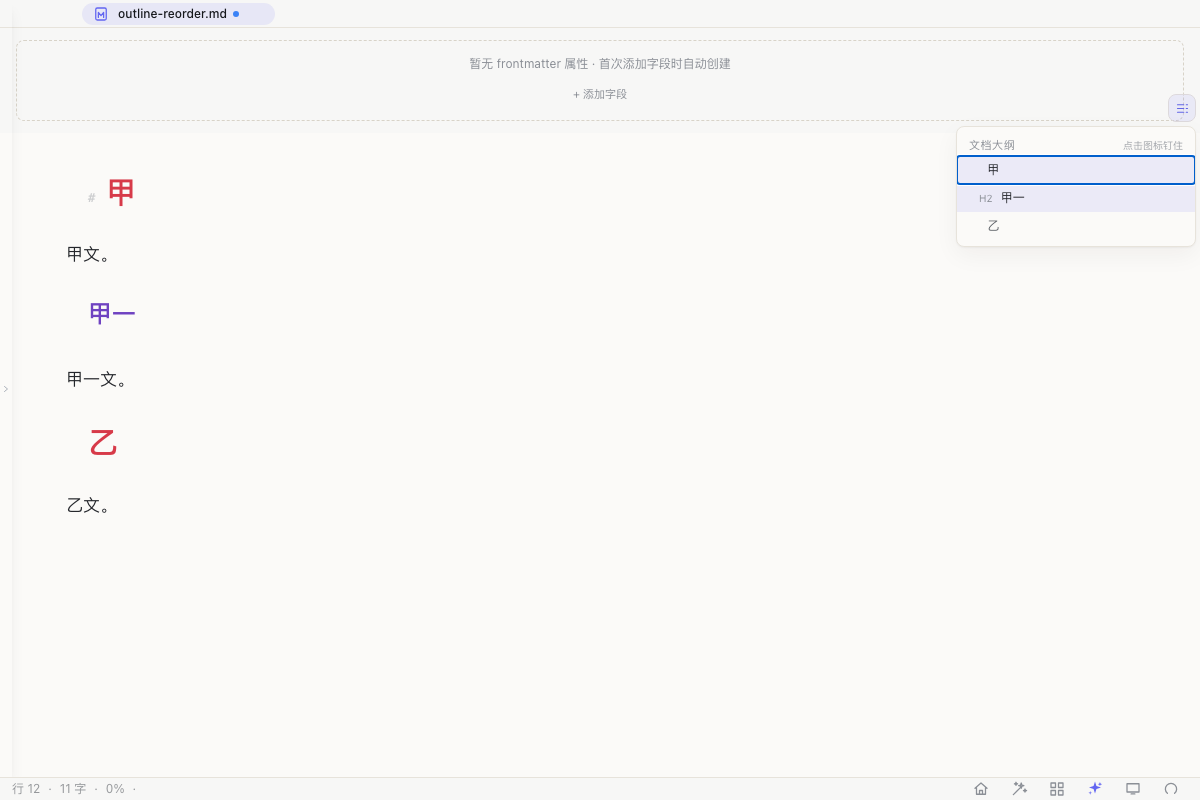 outline-reorder.md
暂无 frontmatter 属性 · 首次添加字段时自动创建
+ 添加字段
文档大纲 点击图标钉住
甲
H2 甲一
乙
# 甲
甲文。
甲一
甲一文。
乙
乙文。
行 12 · 11 字 · 0% ·